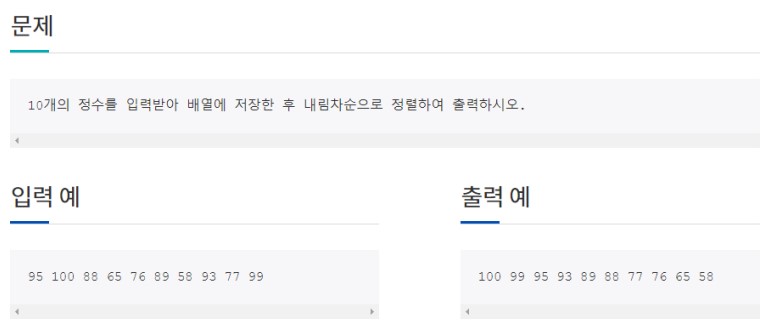 문제
10개의 정수를 입력받아 배열에 저장한 후 내림차순으로 정렬하여 출력하시오.
입력 예
95 100 88 65 76 89 58 93 77 99
출력 예
100 99 95 93 89 88 77 76 65 58